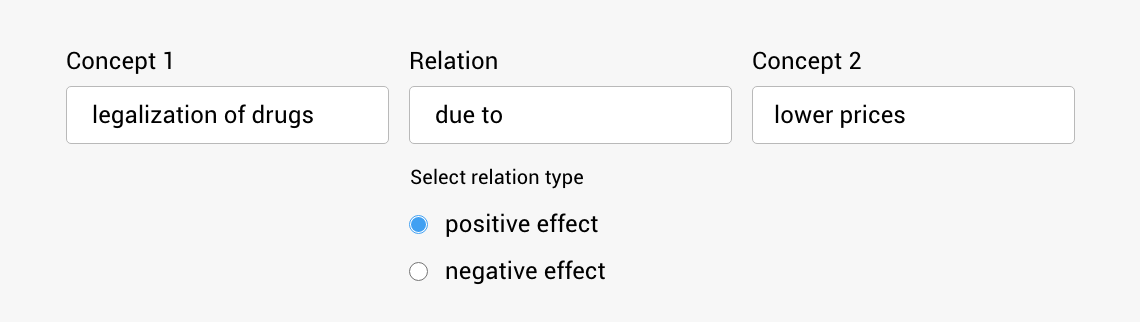 Concept 1
Relation
Concept 2
legalization of drugs
due to
lower prices
Select relation type
positive effect
negative effect